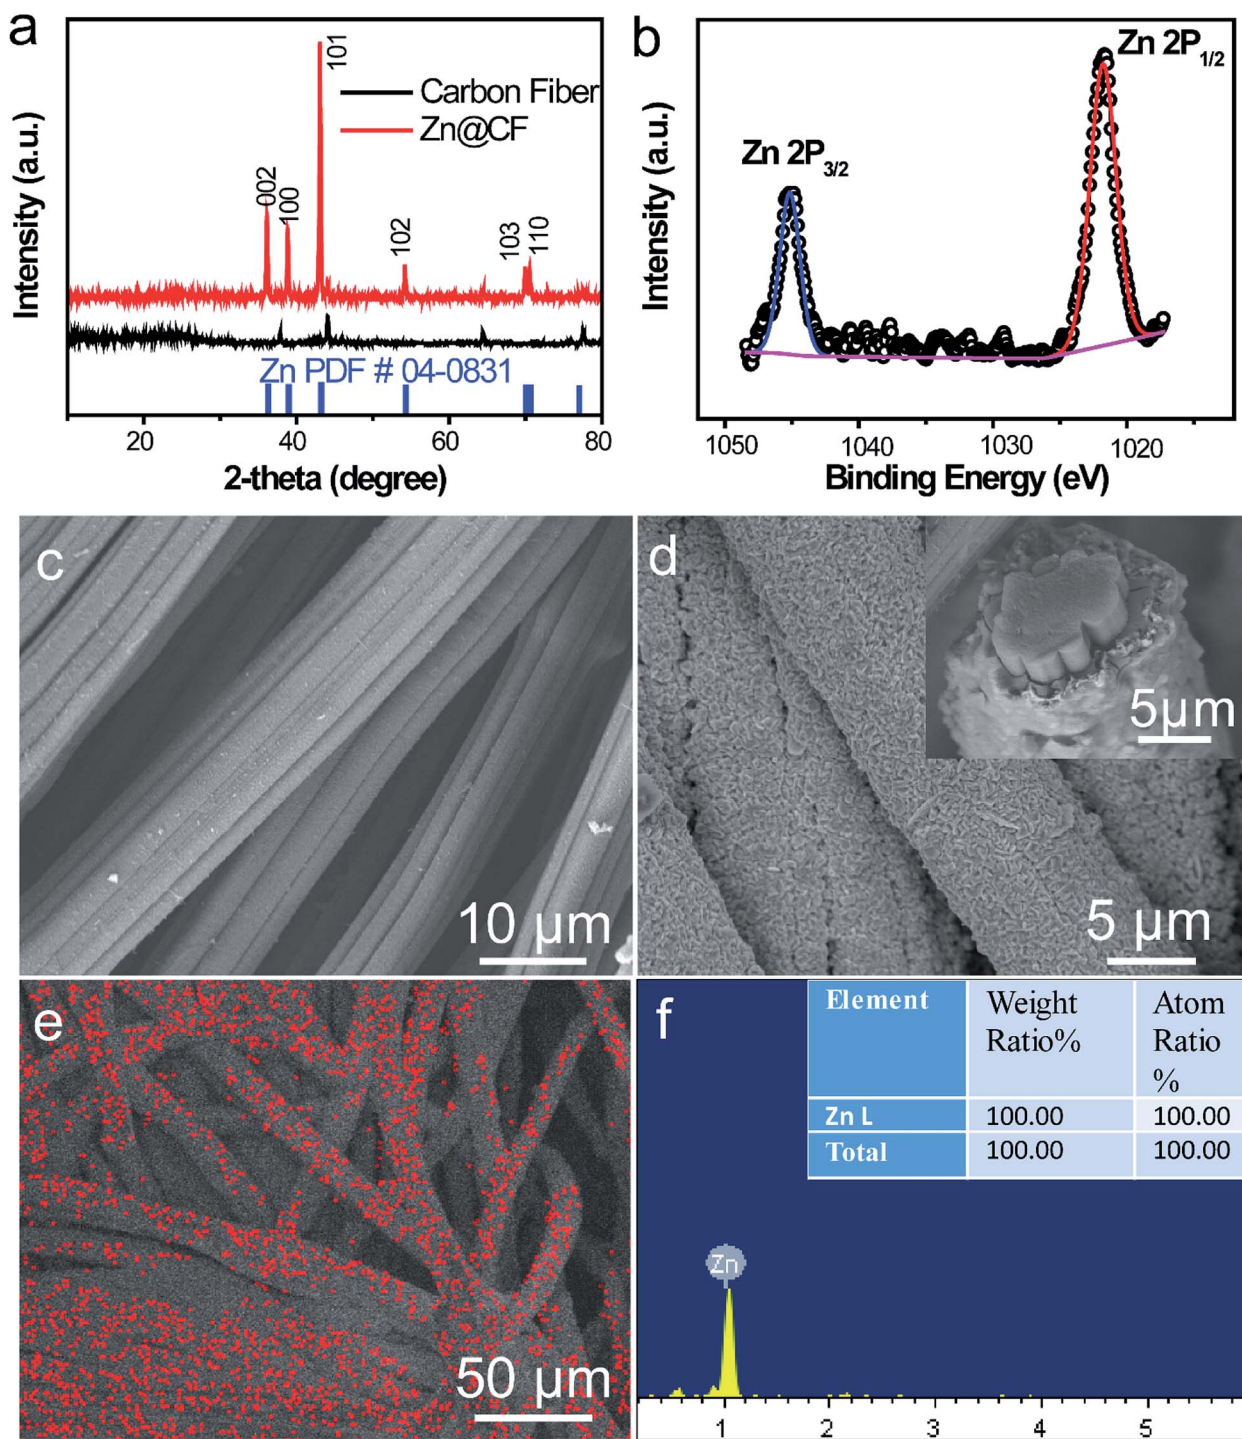 a
101
Carbon Fiber
Zn@CF
002
100
102
103
110
Zn PDF # 04-0831
Intensity (a.u.)
20 40 60 80
2-theta (degree)
b
Zn 2P1/2
Zn 2P3/2
Intensity (a.u.)
1050 1040 1030 1020
Binding Energy (eV)
c
10 µm
d
5µm
5 µm
e
50 µm
f
Element Weight Ratio% Atom Ratio %
Zn L 100.00 100.00
Total 100.00 100.00
Zn
1 2 3 4 5